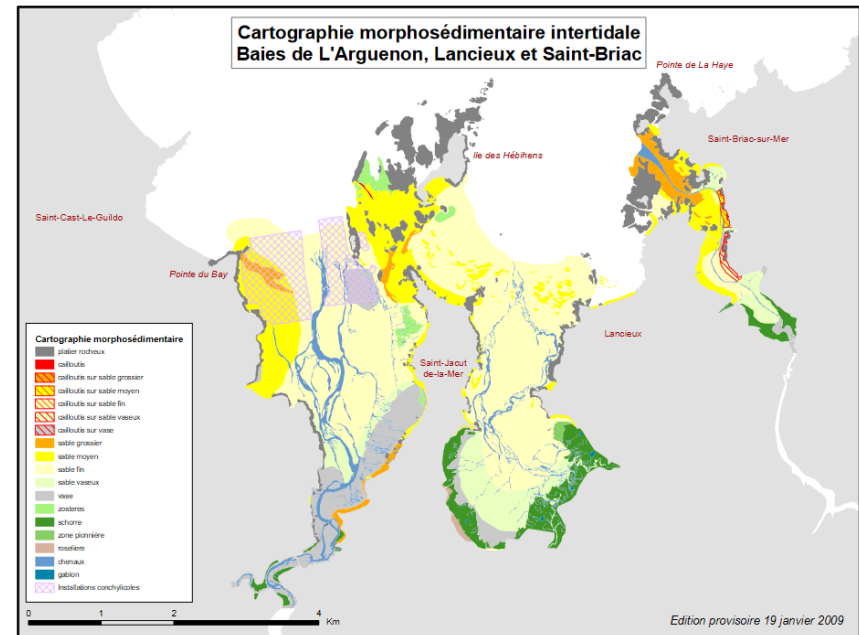 Cartographie morphosédimentaire intertidale
Baies de L'Arguenon, Lancieux et Saint-Briac
Pointe de La Haye
Saint-Briac-sur-Mer
Ile des Hébihens
Saint-Cast-Le-Guildo
Pointe du Bay
Lancieux
Saint-Jacut
de-la-Mer
Cartographie morphosédimentaire
platier rocheux
cailloutis
cailloutis sur sable grossier
cailloutis sur sable moyen
cailloutis sur sable fin
cailloutis sur sable vaseux
cailloutis sur vase
sable grossier
sable moyen
sable fin
sable vaseux
vase
zosteres
schorre
zone pionnière
roseliere
chenaux
gabion
Installations conchylicoles
0 1 2 4
Km
Edition provisoire 19 janvier 2009